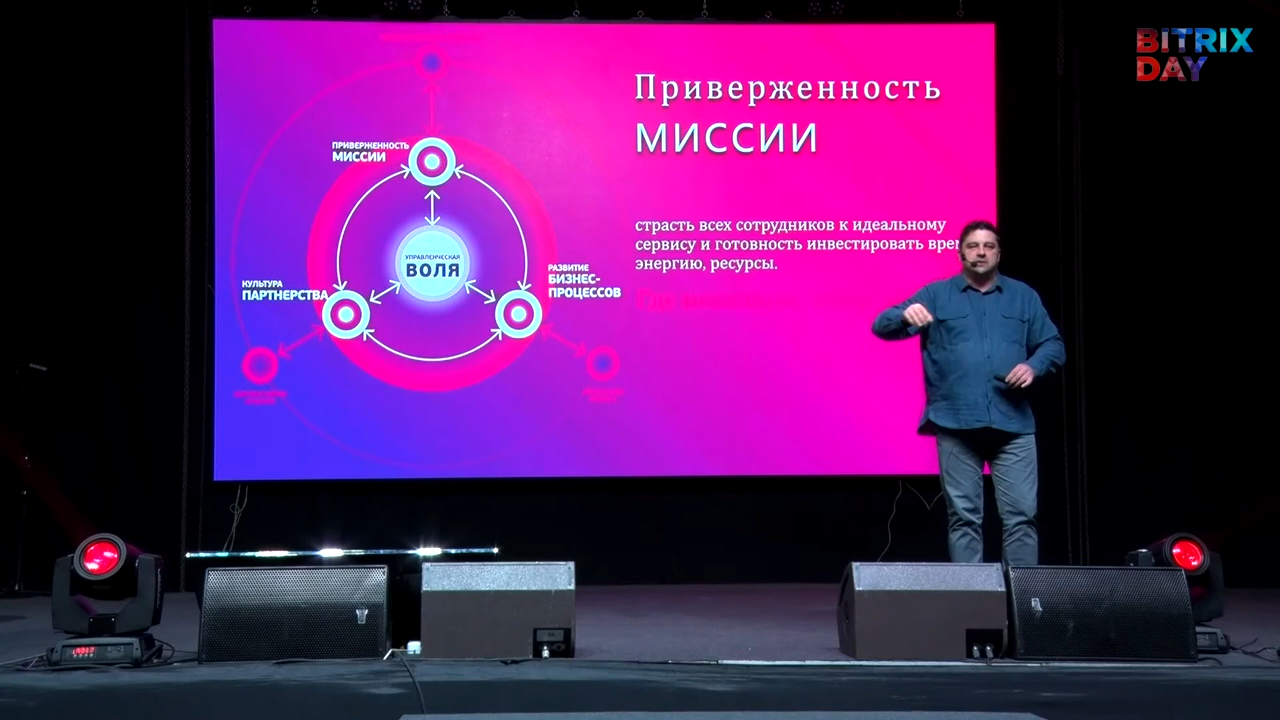 BITRIX
DAY
Приверженность
МИССИИ
ПРИВЕРЖЕННОСТЬ
МИССИИ
страсть всех сотрудников к идеальному
сервису и готовность инвестировать
энергию, ресурсы.
УПРАВЛЕНЧЕСКАЯ
ВОЛЯ
КУЛЬТУРА
ПАРТНЕРСТВА
РАЗВИТИЕ
БИЗНЕС-
ПРОЦЕССОВ
Где